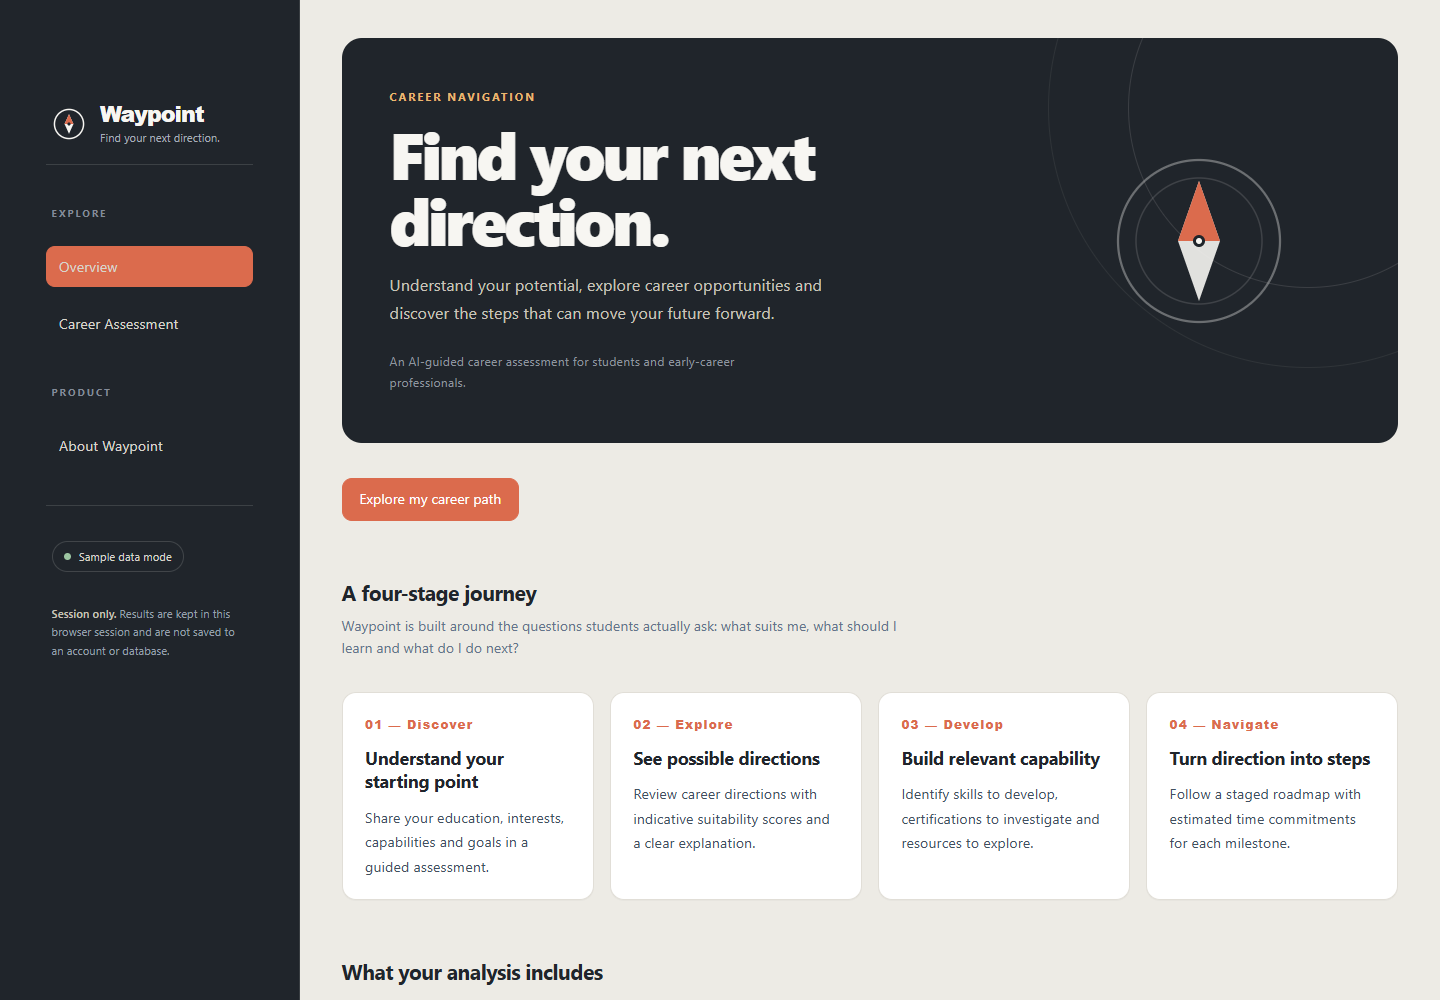 Waypoint
Find your next direction.
EXPLORE
Overview
Career Assessment
PRODUCT
About Waypoint
Sample data mode
Session only. Results are kept in this
browser session and are not saved to
an account or database.
CAREER NAVIGATION
Find your next
direction.
Understand your potential, explore career opportunities and
discover the steps that can move your future forward.
An AI-guided career assessment for students and early-career
professionals.
Explore my career path
A four-stage journey
Waypoint is built around the questions students actually ask: what suits me, what should I
learn and what do I do next?
01 — Discover
Understand your
starting point
Share your education, interests,
capabilities and goals in a
guided assessment.
02 — Explore
See possible directions
Review career directions with
indicative suitability scores and
a clear explanation.
03 — Develop
Build relevant capability
Identify skills to develop,
certifications to investigate and
resources to explore.
04 — Navigate
Turn direction into steps
Follow a staged roadmap with
estimated time commitments
for each milestone.
What your analysis includes